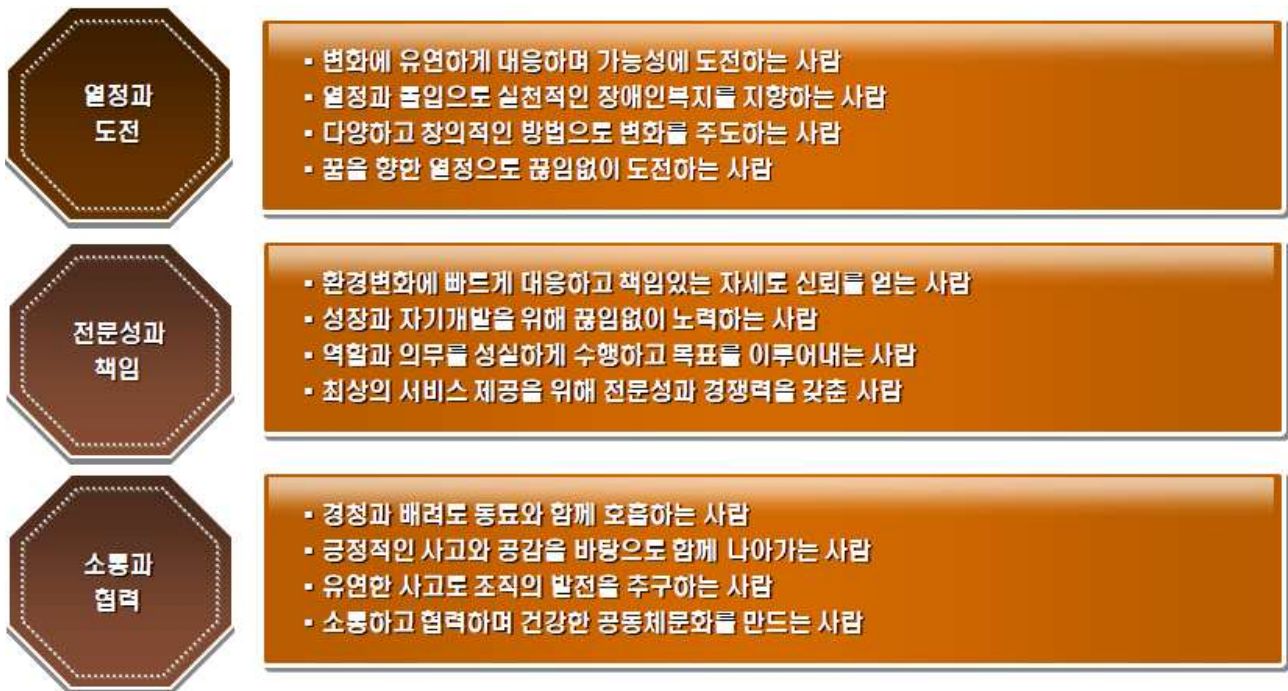 열정과
도전
▪ 변화에 유연하게 대응하며 가능성에 도전하는 사람
▪ 열정과 몰입으로 실천적인 장애인복지를 지향하는 사람
▪ 다양하고 창의적인 방법으로 변화를 주도하는 사람
▪ 꿈을 향한 열정으로 끊임없이 도전하는 사람
전문성과
책임
▪ 환경변화에 빠르게 대응하고 책임있는 자세로 신뢰를 얻는 사람
▪ 성장과 자기개발을 위해 끊임없이 노력하는 사람
▪ 역할과 의무를 성실하게 수행하고 목표를 이루어내는 사람
▪ 최상의 서비스 제공을 위해 전문성과 경쟁력을 갖춘 사람
소통과
협력
▪ 경청과 배려로 동료와 함께 호흡하는 사람
▪ 긍정적인 사고와 공감을 바탕으로 함께 나아가는 사람
▪ 유연한 사고로 조직의 발전을 추구하는 사람
▪ 소통하고 협력하며 건강한 공동체문화를 만드는 사람